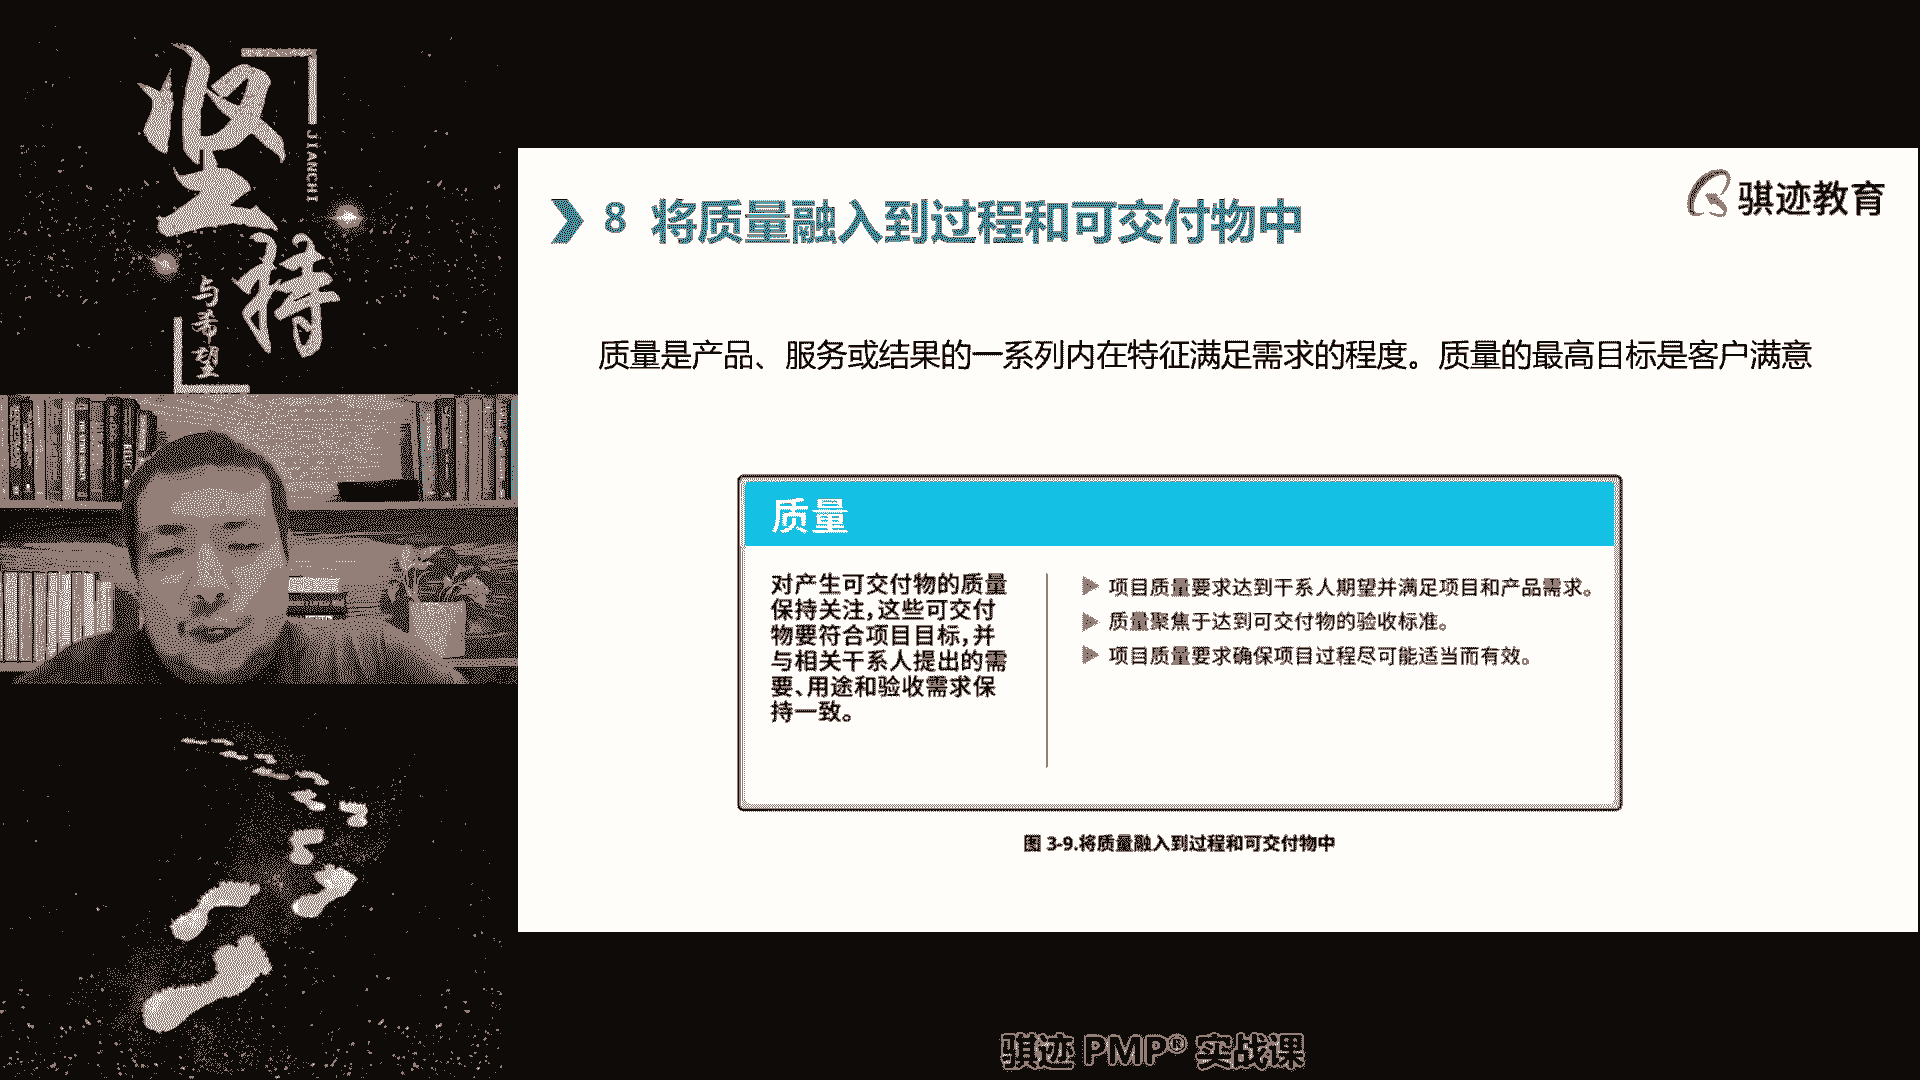 坚持
JIANCHI
与希望
骐迹教育
8 将质量融入到过程和可交付物中
质量是产品、服务或结果的一系列内在特征满足需求的程度。质量的最高目标是客户满意
质量
对产生可交付物的质量
保持关注,这些可交付
物要符合项目目标,并
与相关干系人提出的需
要、用途和验收需求保
持一致。
▶ 项目质量要求达到干系人期望并满足项目和产品需求。
▶ 质量聚焦于达到可交付物的验收标准。
▶ 项目质量要求确保项目过程尽可能适当而有效。
图 3-9.将质量融入到过程和可交付物中
骐迹 PMP® 实战课